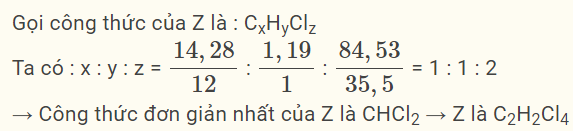 Gọi công thức của Z là : CₓHᵧCl_z
Ta có : x : y : z = 14,28/12 : 1,19/1 : 84,53/35,5 = 1 : 1 : 2
→ Công thức đơn giản nhất của Z là CHCl₂ → Z là C₂H₂Cl₄